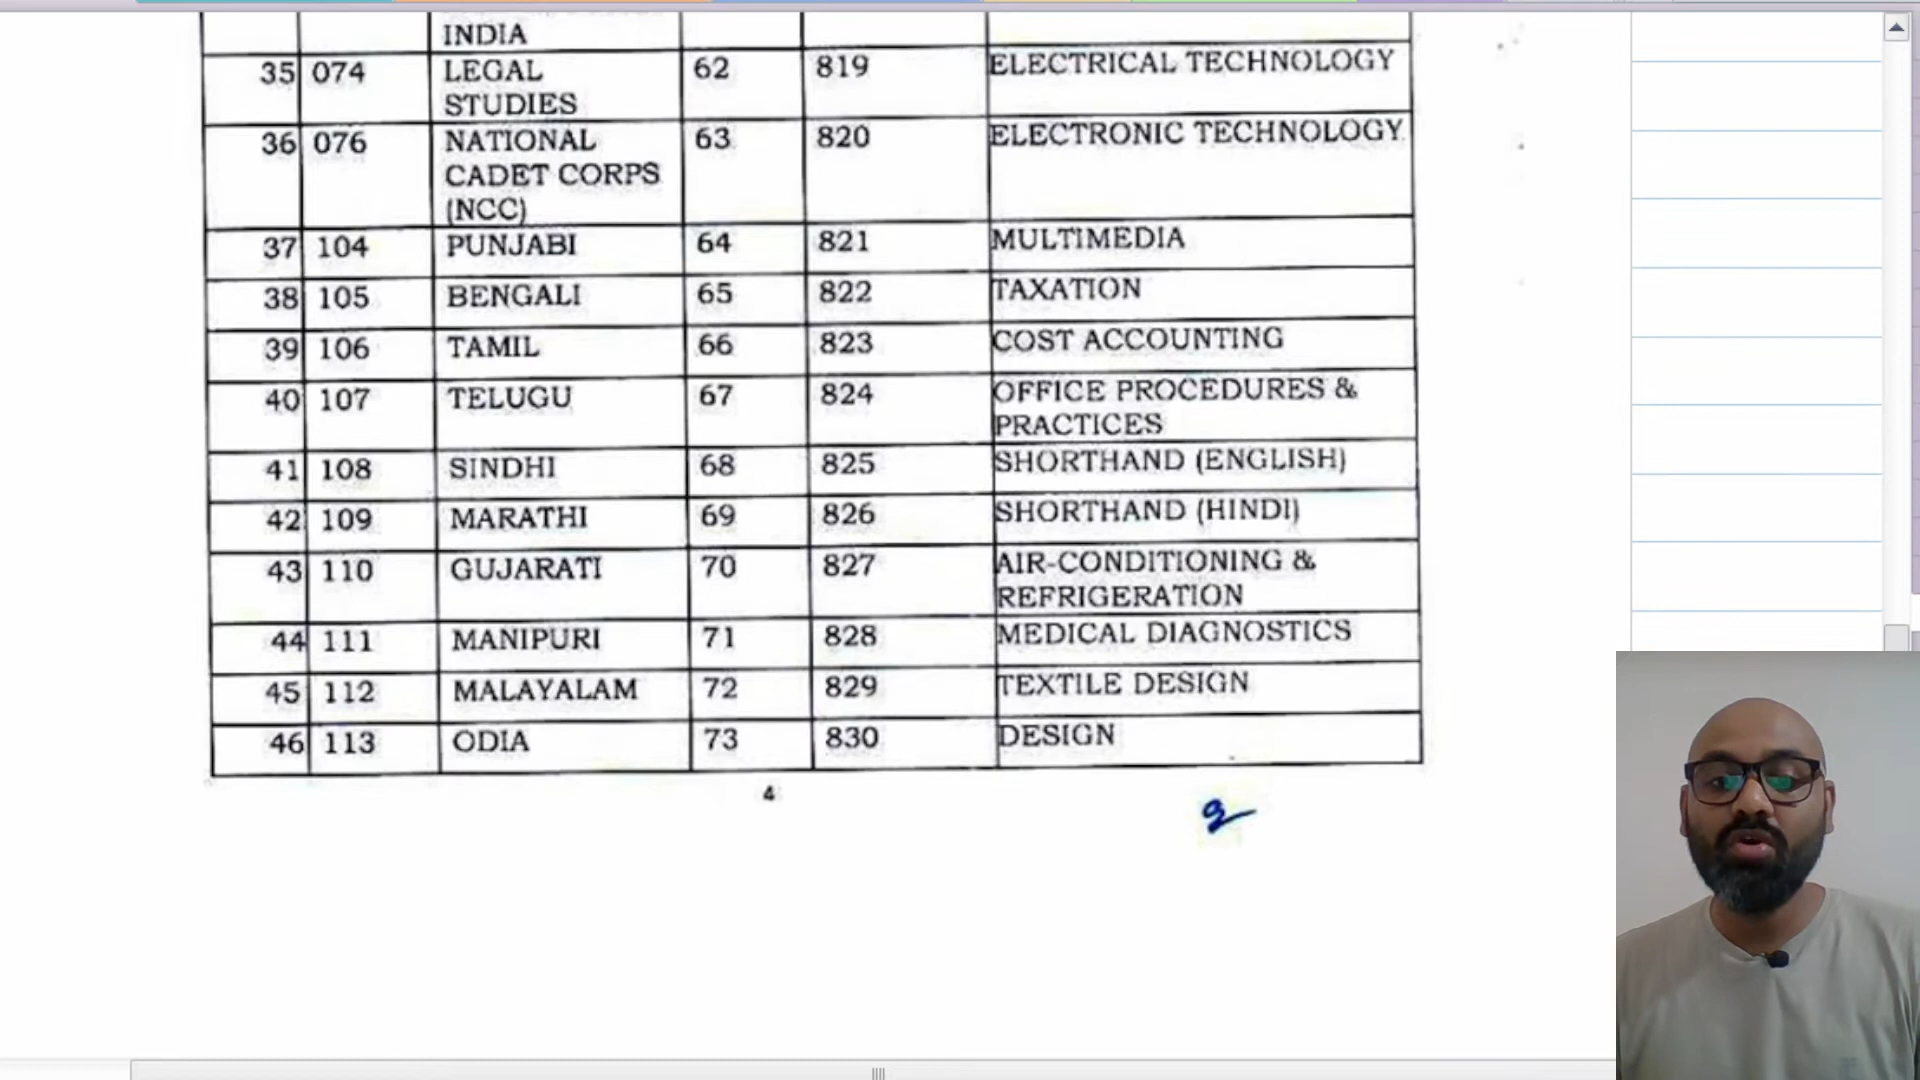 INDIA
35 074 LEGAL 62 819 ELECTRICAL TECHNOLOGY
STUDIES
36 076 NATIONAL 63 820 ELECTRONIC TECHNOLOGY
CADET CORPS
(NCC)
37 104 PUNJABI 64 821 MULTIMEDIA
38 105 BENGALI 65 822 TAXATION
39 106 TAMIL 66 823 COST ACCOUNTING
40 107 TELUGU 67 824 OFFICE PROCEDURES &
PRACTICES
41 108 SINDHI 68 825 SHORTHAND (ENGLISH)
42 109 MARATHI 69 826 SHORTHAND (HINDI)
43 110 GUJARATI 70 827 AIR-CONDITIONING &
REFRIGERATION
44 111 MANIPURI 71 828 MEDICAL DIAGNOSTICS
45 112 MALAYALAM 72 829 TEXTILE DESIGN
46 113 ODIA 73 830 DESIGN
4